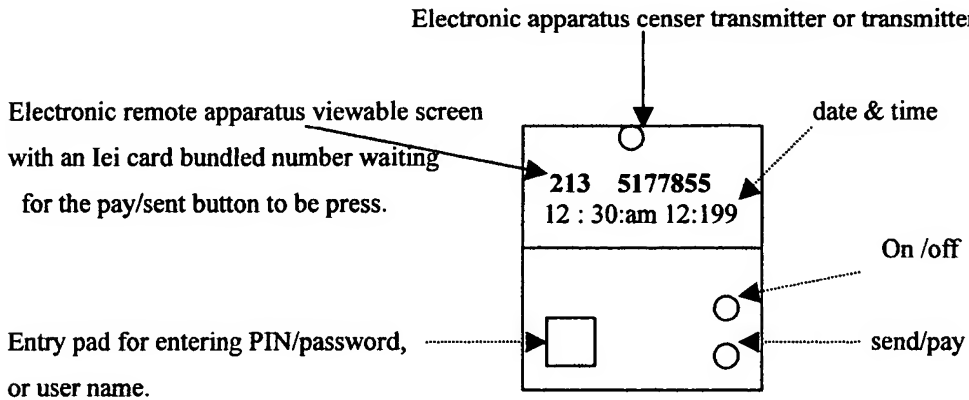 Electronic apparatus censer transmitter or transmitter
Electronic remote apparatus viewable screen
with an Iei card bundled number waiting
for the pay/sent button to be press.
date & time
213 5177855
12 : 30:am 12:199
On /off
Entry pad for entering PIN/password,
or user name.
send/pay